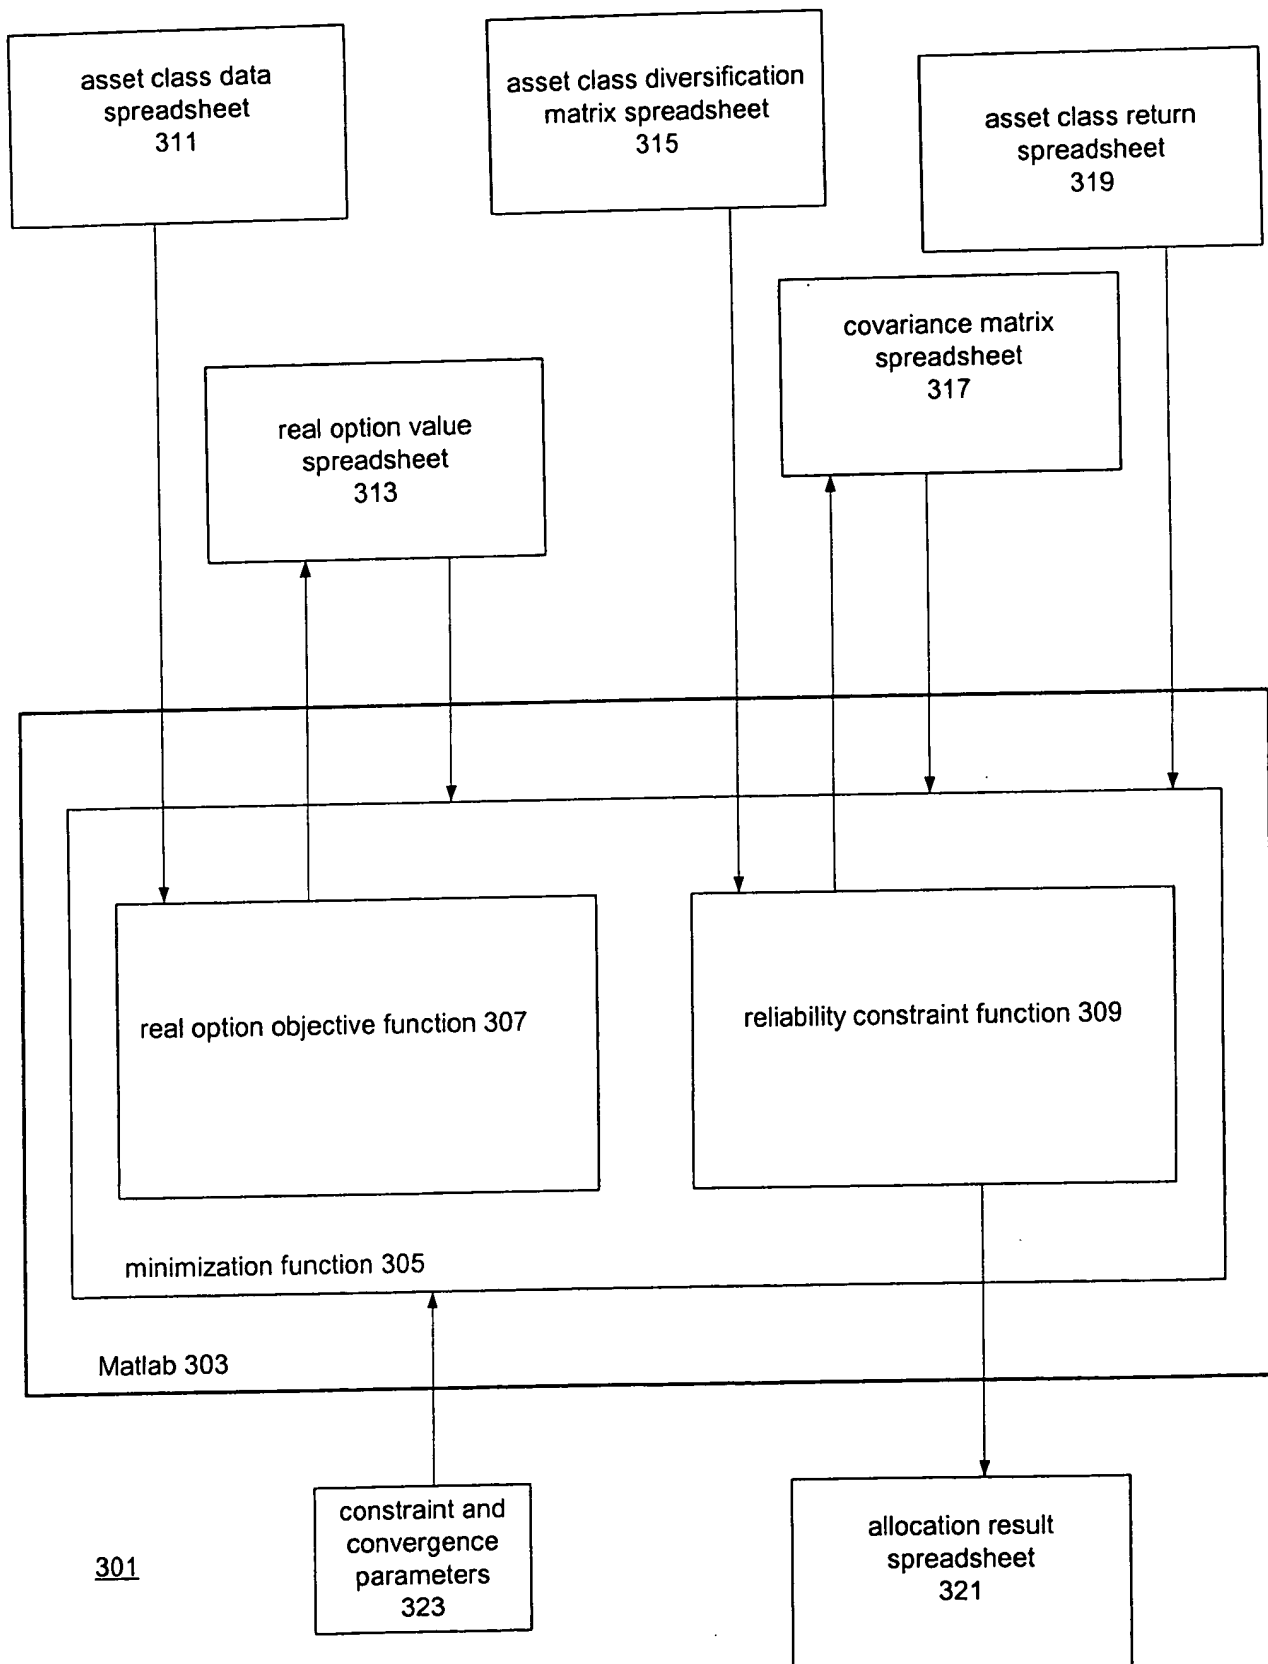 asset class data
spreadsheet
311
asset class diversification
matrix spreadsheet
315
asset class return
spreadsheet
319
covariance matrix
spreadsheet
317
real option value
spreadsheet
313
real option objective function 307
reliability constraint function 309
minimization function 305
Matlab 303
constraint and
convergence
parameters
323
allocation result
spreadsheet
321
301